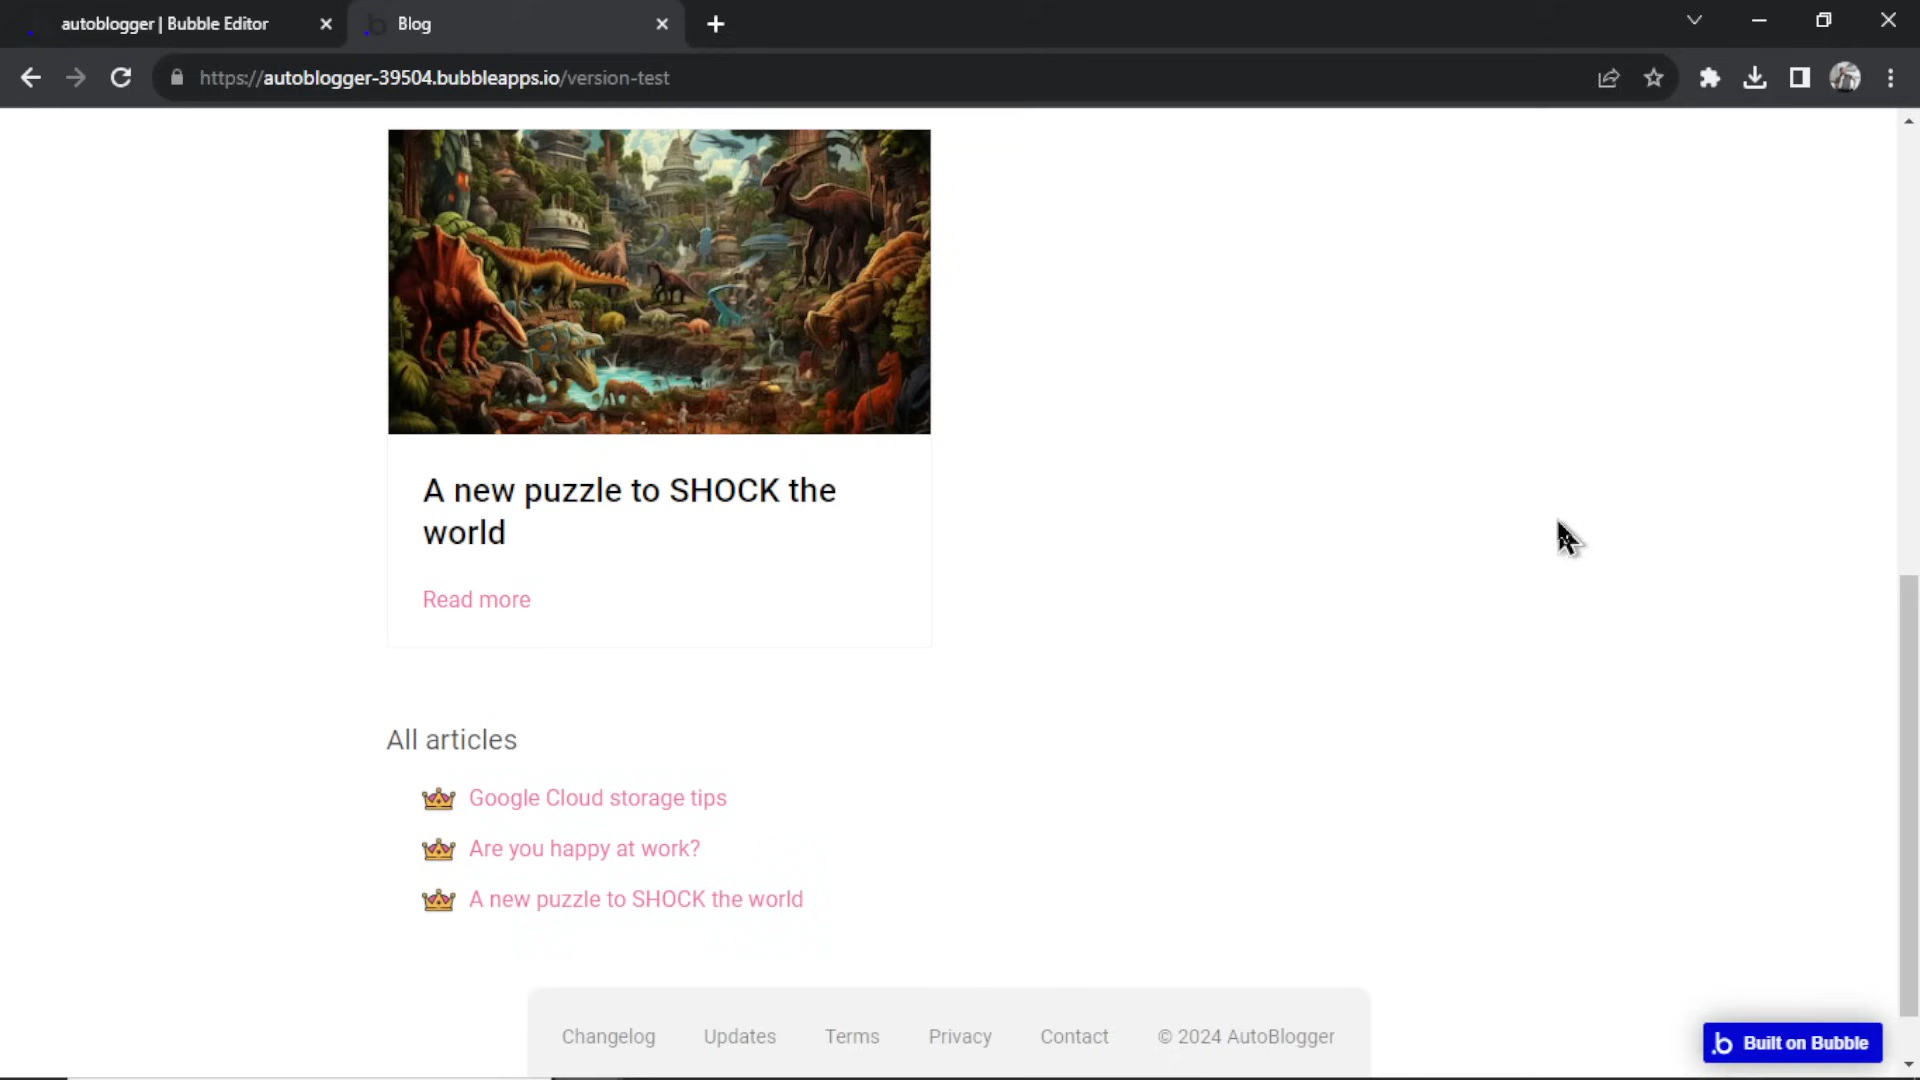 autoblogger | Bubble Editor
Blog
https://autoblogger-39504.bubbleapps.io/version-test
A new puzzle to SHOCK the
world
Read more
All articles
Google Cloud storage tips
Are you happy at work?
A new puzzle to SHOCK the world
Changelog Updates Terms Privacy Contact © 2024 AutoBlogger
.b Built on Bubble